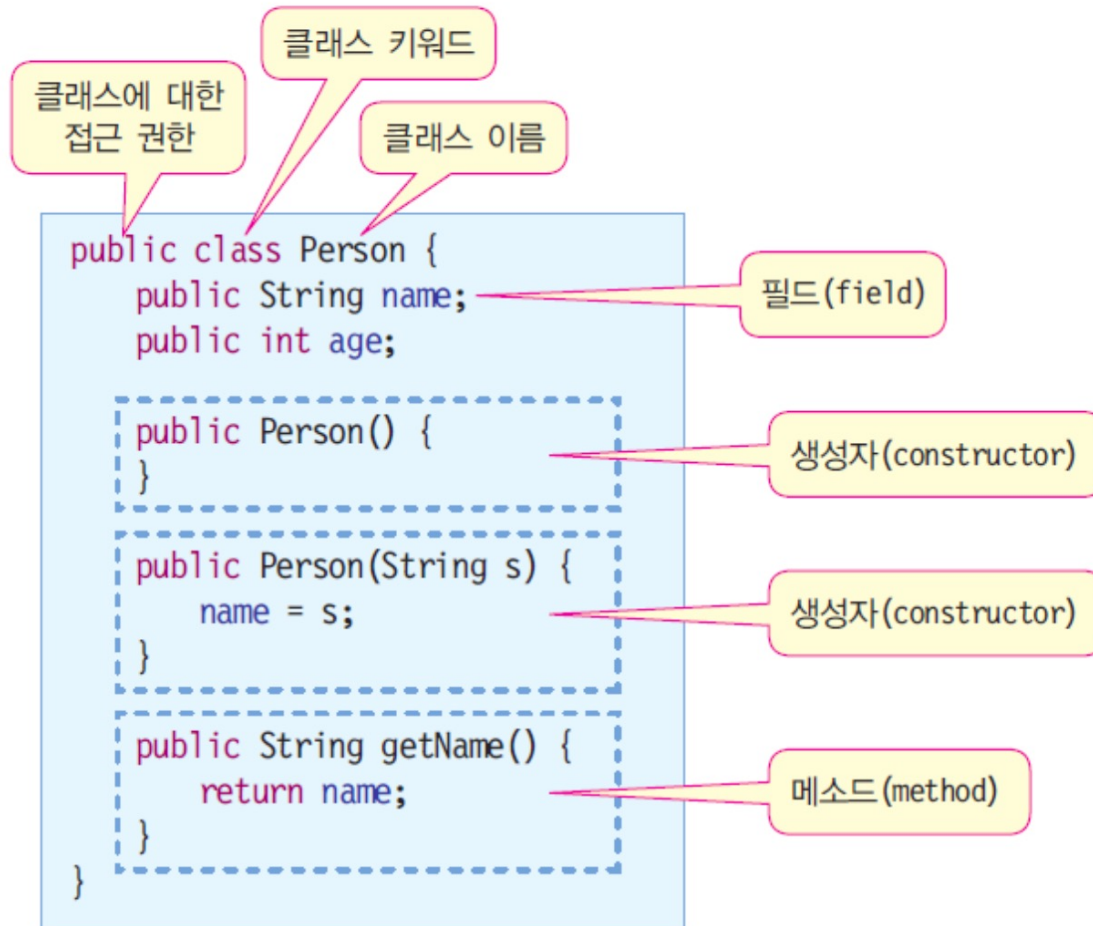 클래스 키워드
클래스에 대한
접근 권한
클래스 이름
public class Person {
public String name;
필드(field)
public int age;
public Person() {
}
생성자(constructor)
public Person(String s) {
name = s;
}
생성자(constructor)
public String getName() {
return name;
}
메소드(method)
}